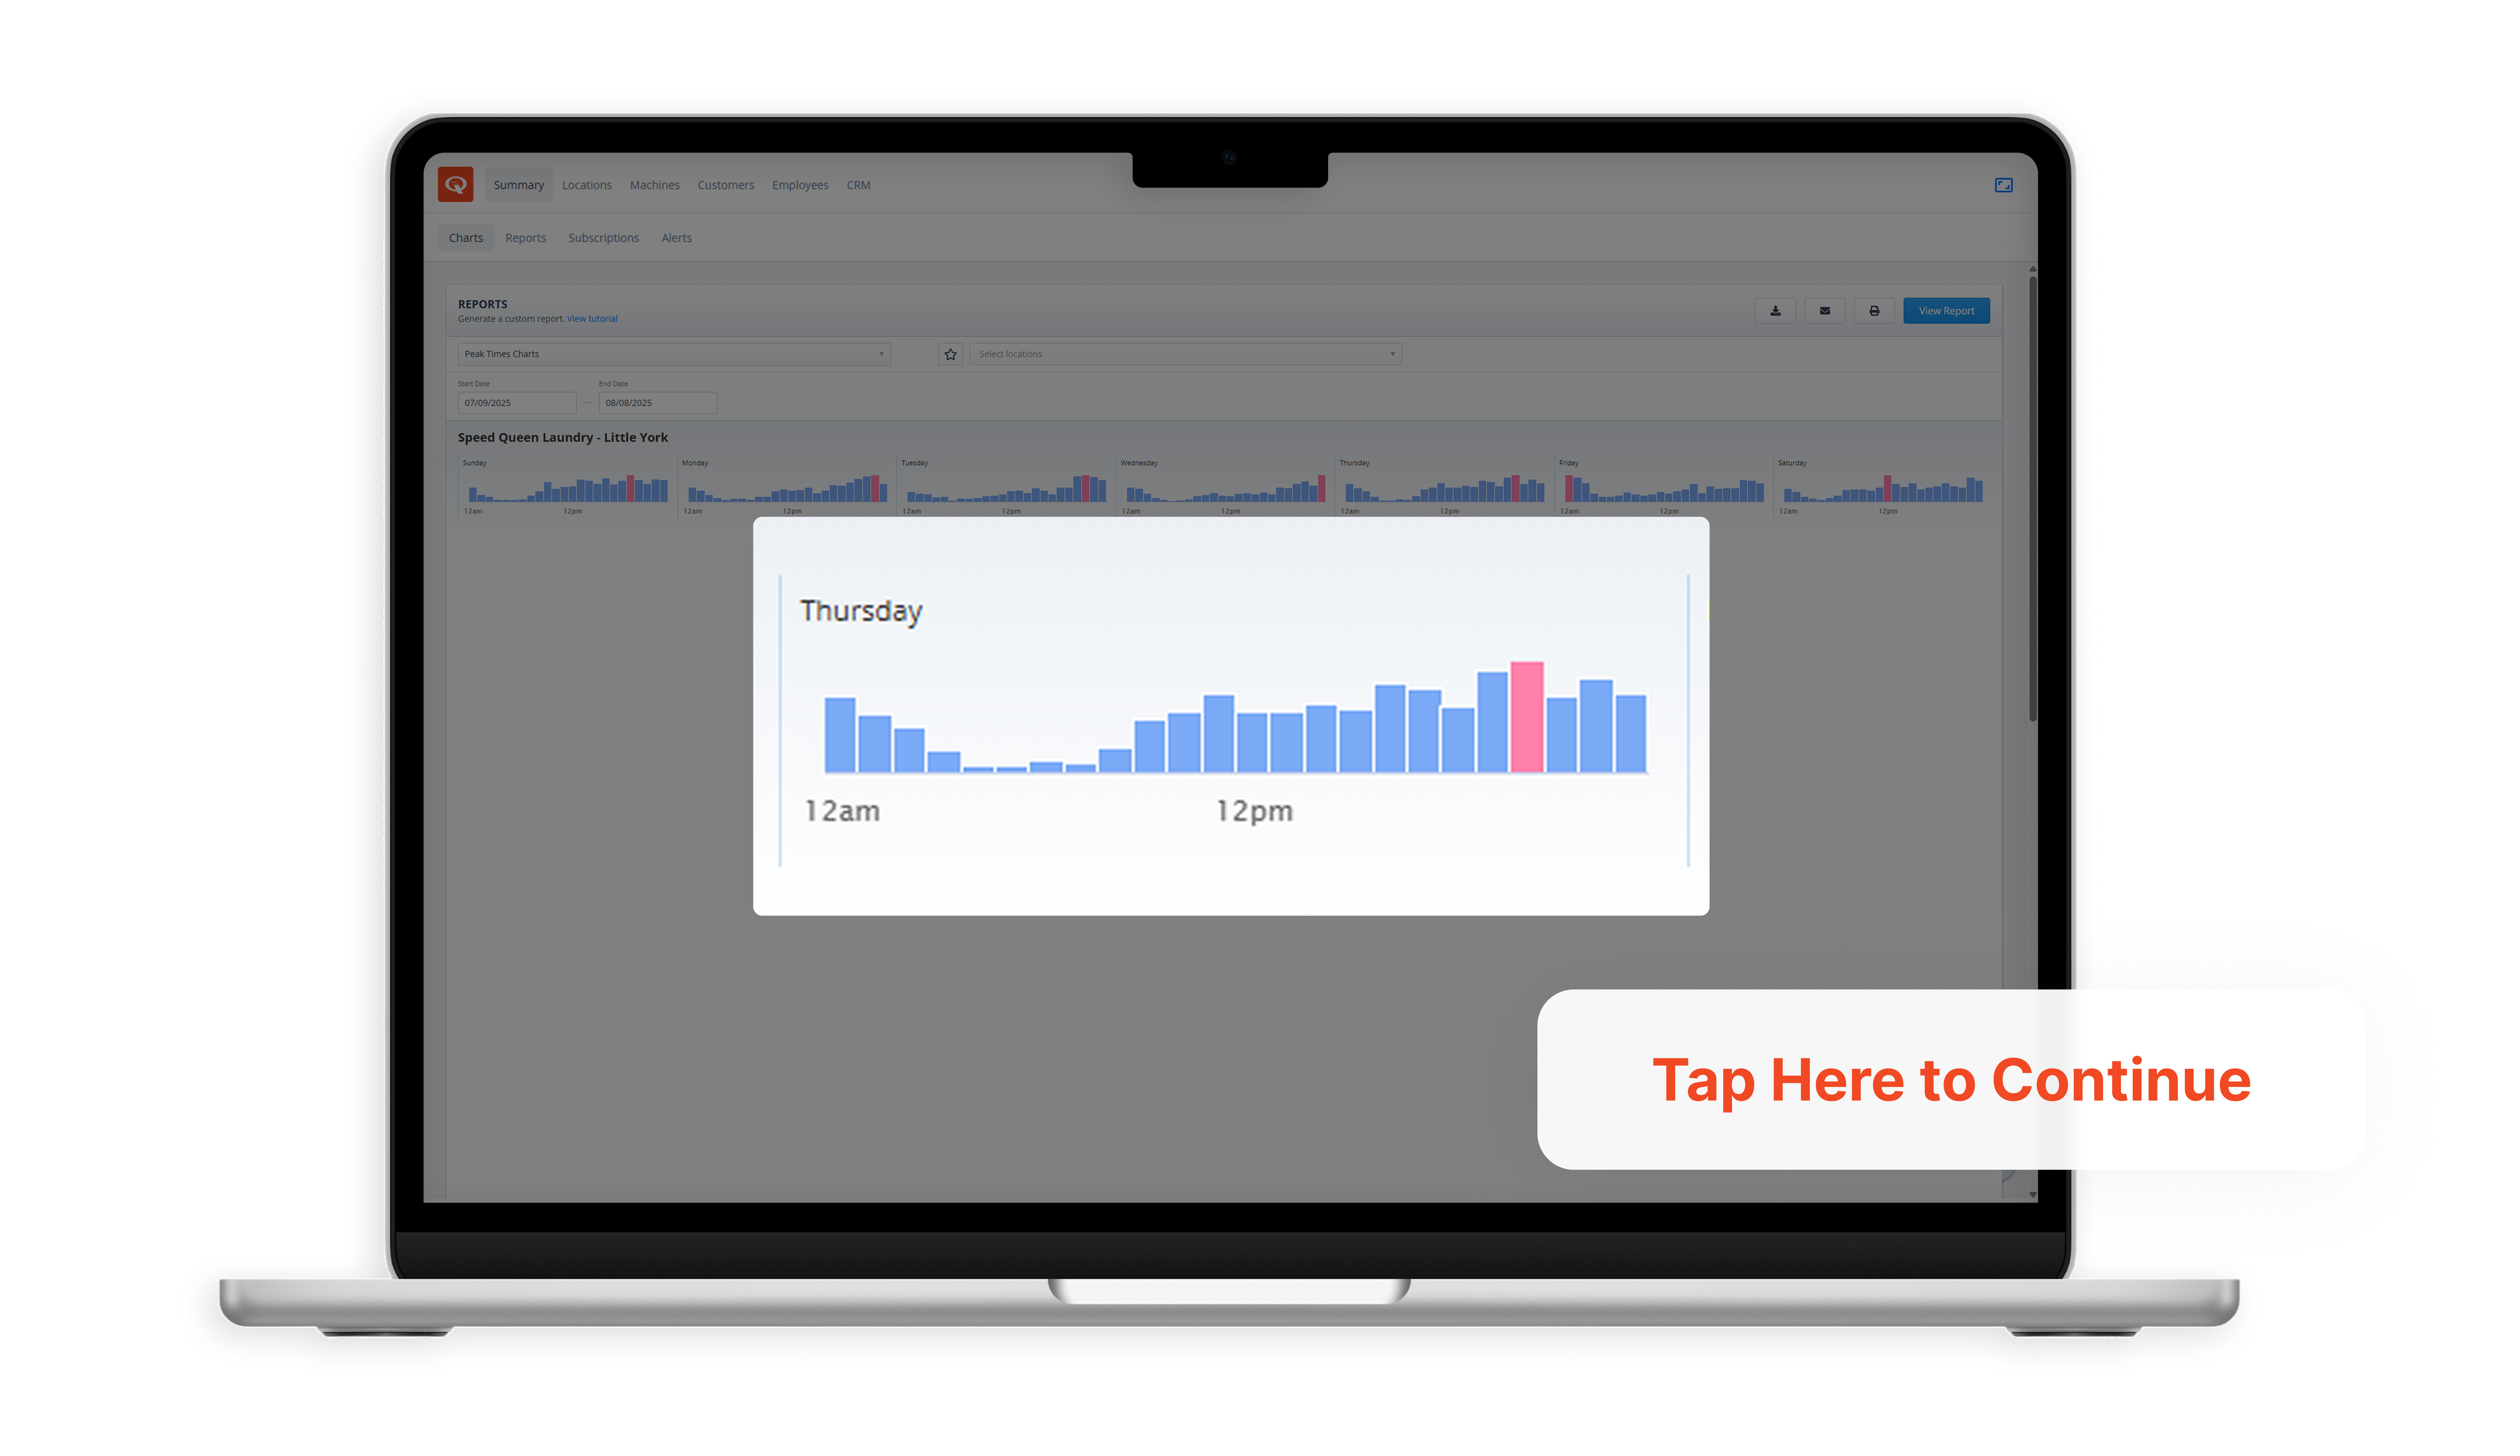 Summary Locations Machines Customers Employees CRM
Charts Reports Subscriptions Alerts
REPORTS
Generate a custom report. View tutorial
View Report
Peak Times Charts
Select locations
Start Date
End Date
07/09/2025 — 08/08/2025
Speed Queen Laundry - Little York
Sunday Monday Tuesday Wednesday Thursday Friday Saturday
12am 12pm 12am 12pm 12am 12pm 12am 12pm 12am 12pm 12am 12pm 12am 12pm
Thursday
12am 12pm
Tap Here to Continue